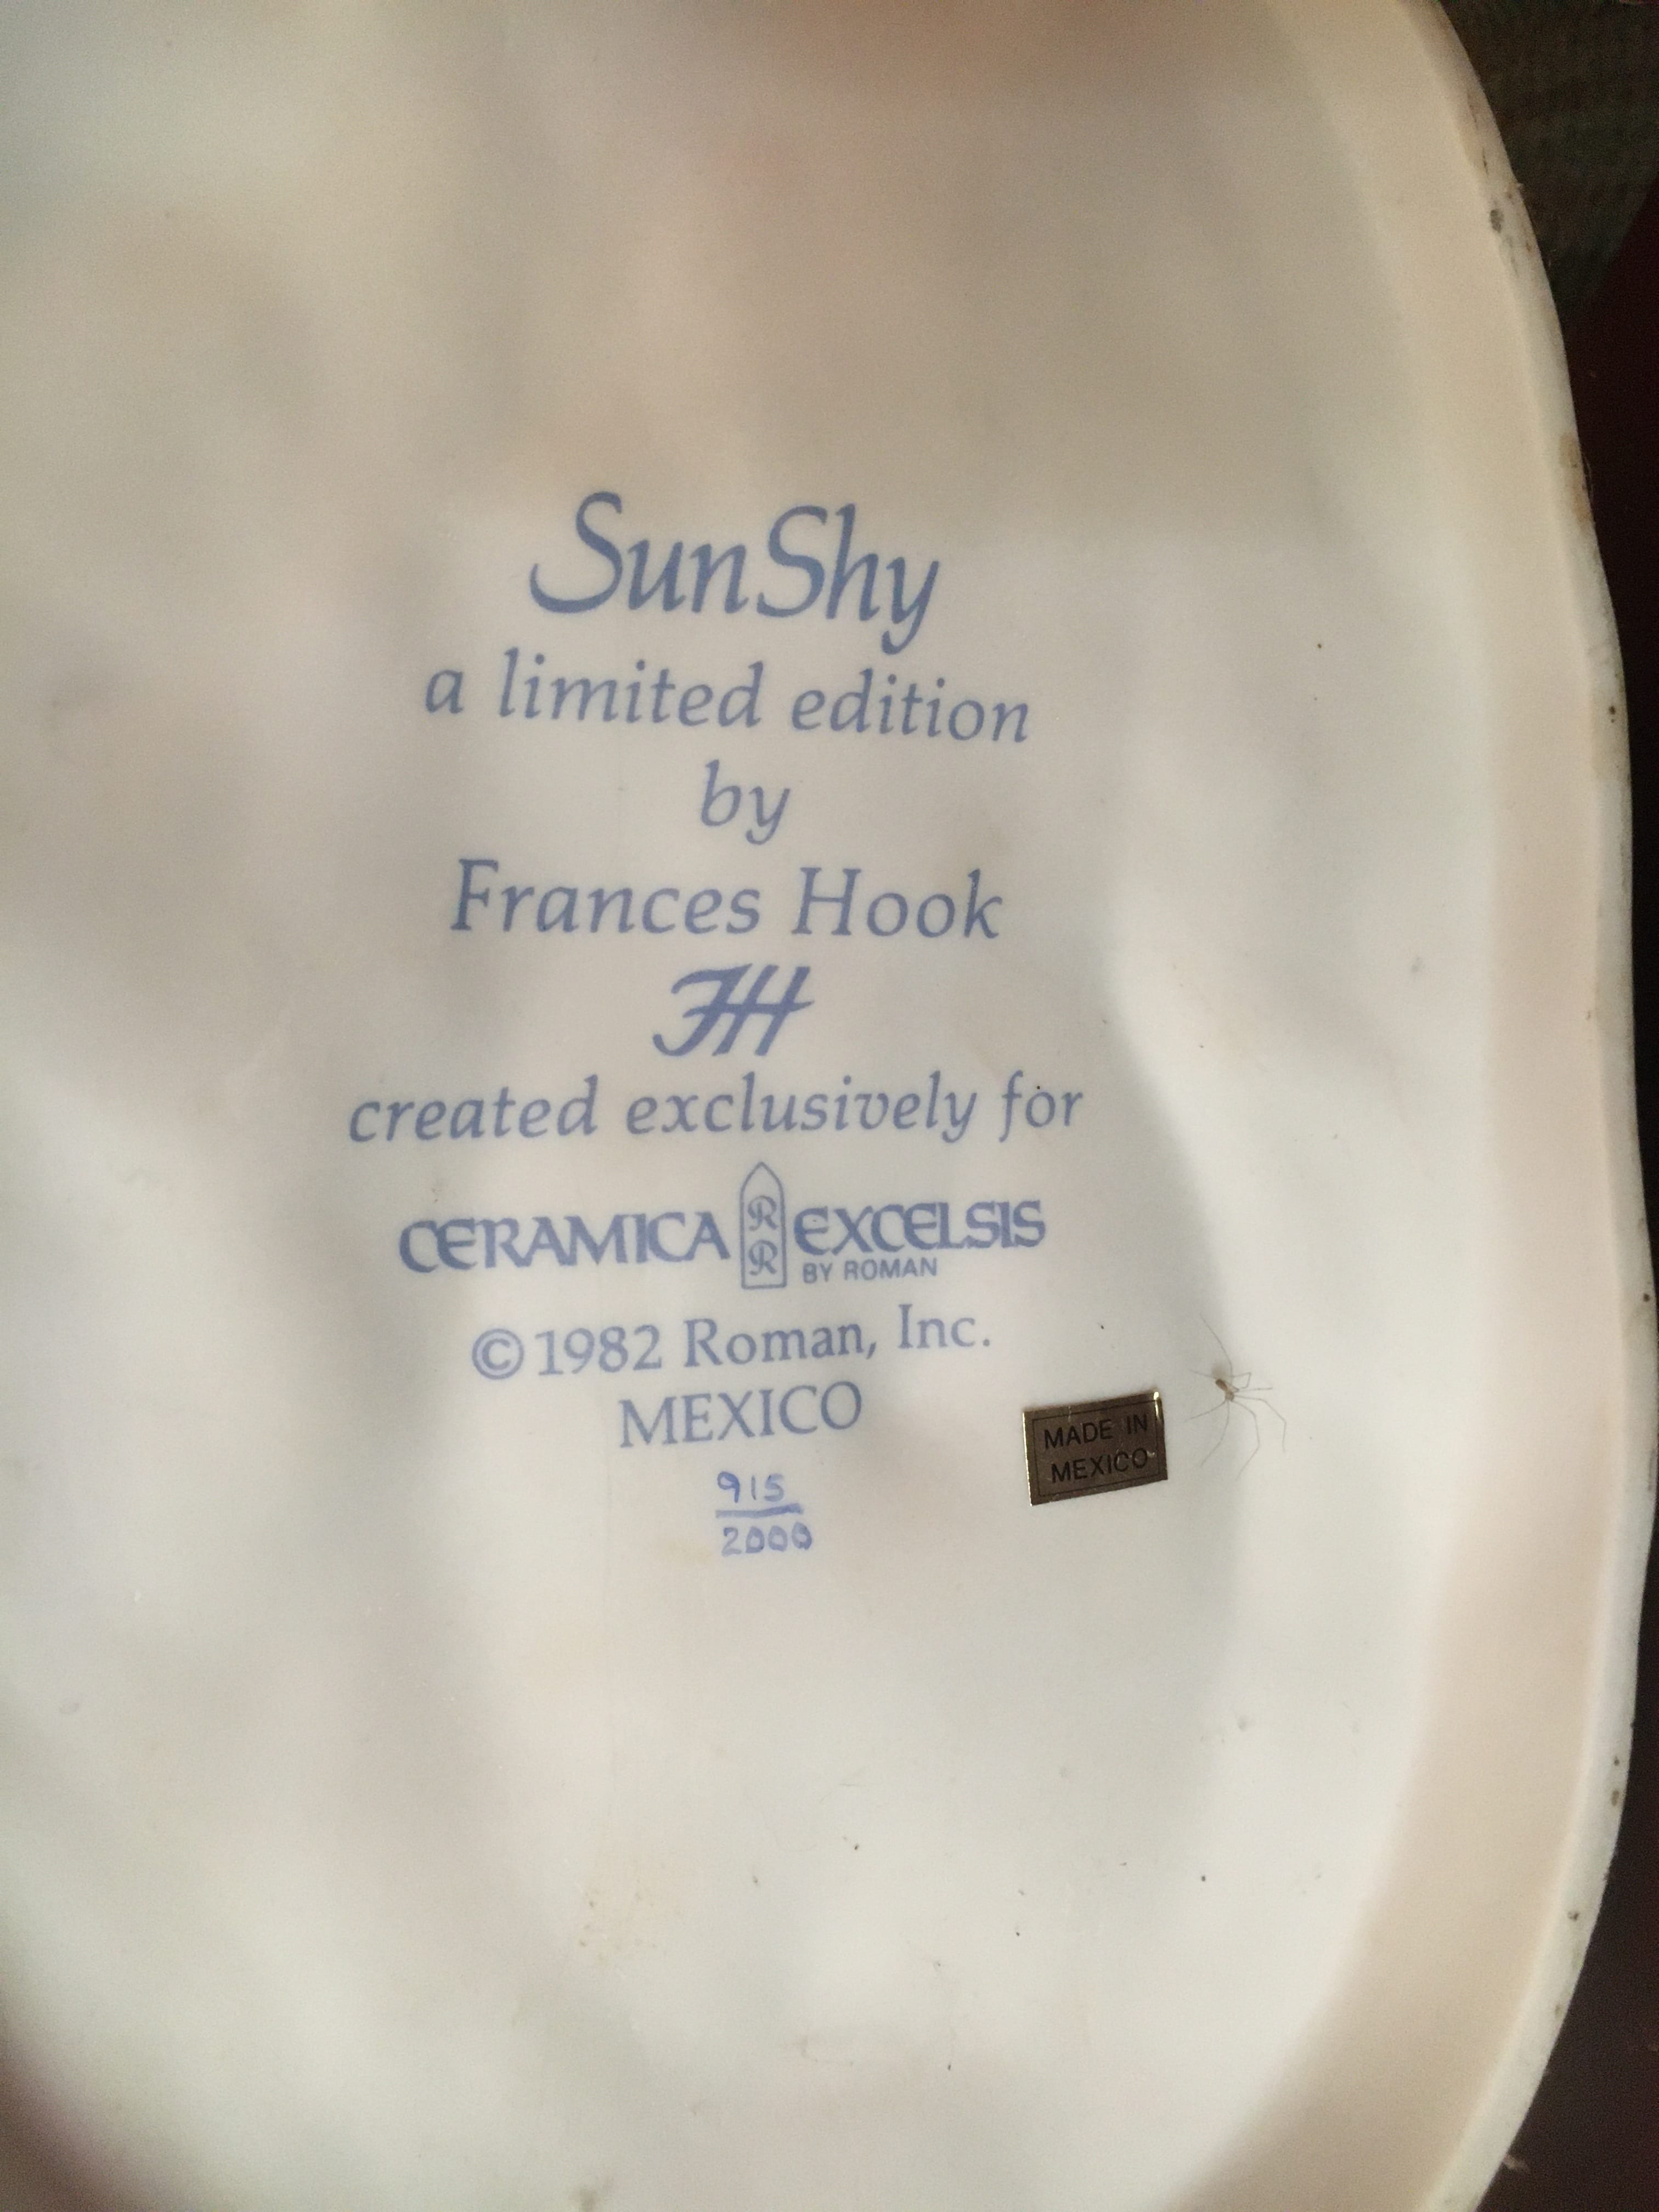 SunShy
a limited edition
by
Frances Hook
FH
created exclusively for
CERAMICA R R EXCELSIS
BY ROMAN
©1982 Roman, Inc.
MEXICO
915
2000
MADE IN
MEXICO